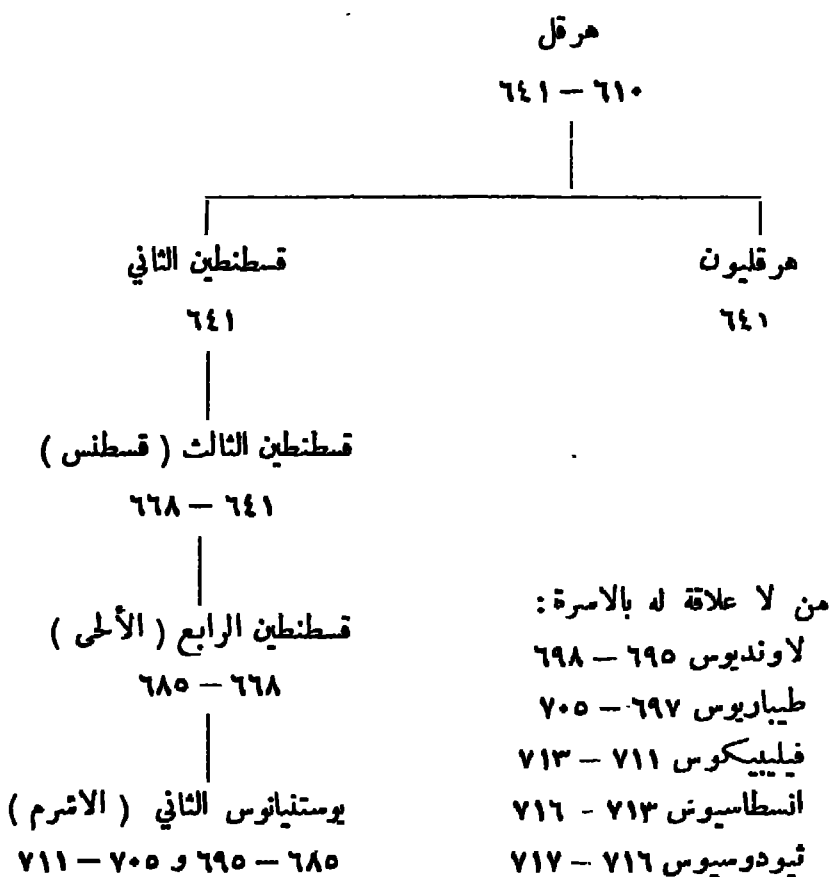 هرقل
٦١٠ — ٦٤١
هرقليون
٦٤١
قسطنطين الثاني
٦٤١
قسطنطين الثالث ( قسطنس )
٦٤١ — ٦٦٨
قسطنطين الرابع ( الألحى )
٦٦٨ — ٦٨٥
يوستنيانوس الثاني ( الاشرم )
٦٨٥ — ٦٩٥ و ٧٠٥ — ٧١١
من لا علاقة له بالاسرة :
لاونديوس ٦٩٥ — ٦٩٨
طيباريوس ٦٩٧ — ٧٠٥
فيليبيكوس ٧١١ — ٧١٣
انسطاسيوس ٧١٣ - ٧١٦
ثيودوسيوس ٧١٦ — ٧١٧